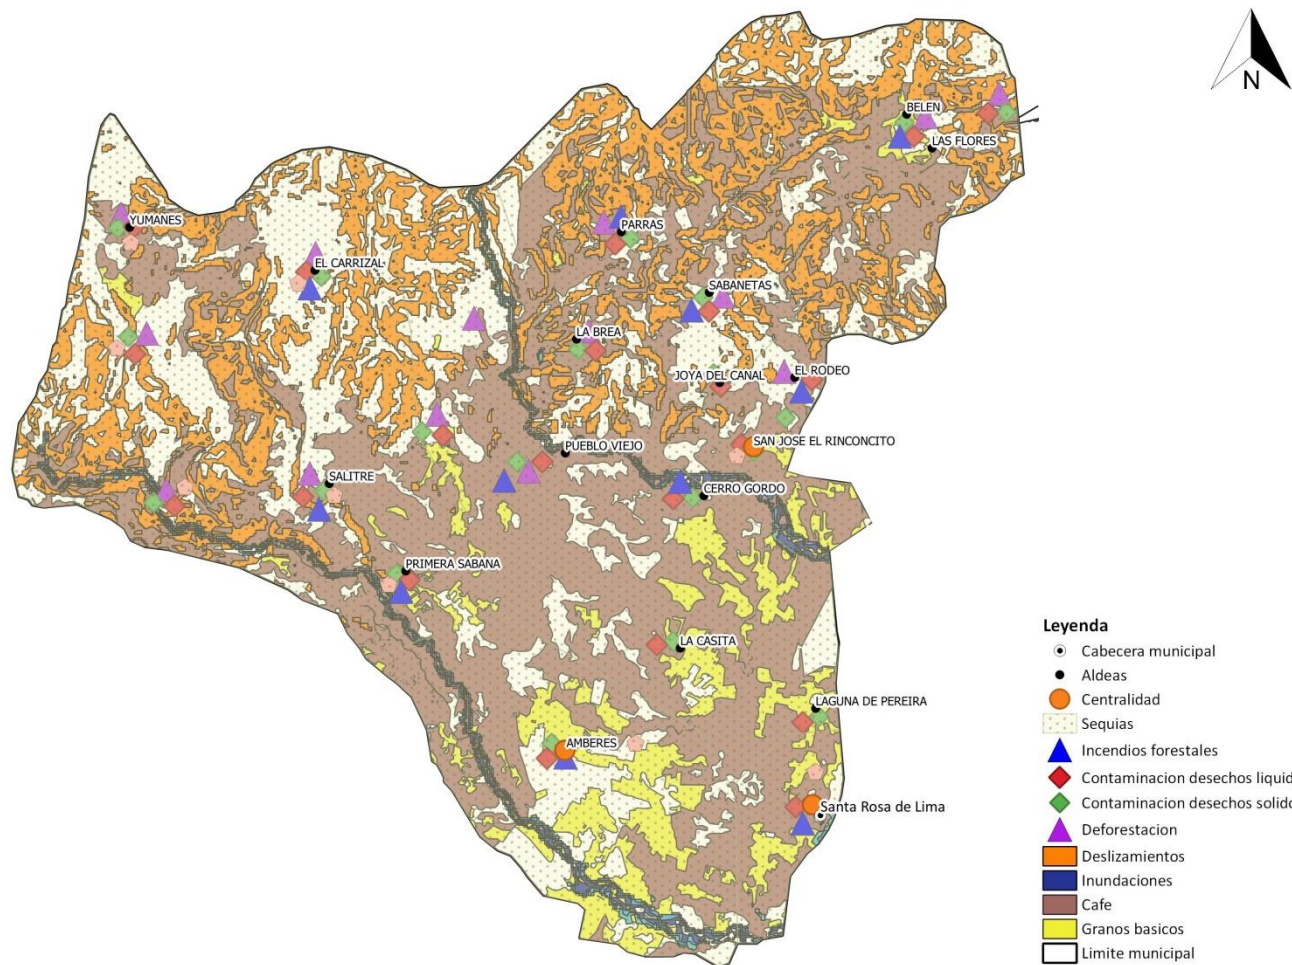 N
BELEN
LAS FLORES
YUMANES
PARRAS
EL CARRIZAL
SABANETAS
LA BREA
JOYA DEL CANAL
EL RODEO
SAN JOSE EL RINCONCITO
PUEBLO VIEJO
SALITRE
CERRO GORDO
PRIMERA SABANA
LA CASITA
LAGUNA DE PEREIRA
AMBERES
Santa Rosa de Lima
Leyenda
Cabecera municipal
Aldeas
Centralidad
Sequias
Incendios forestales
Contaminacion desechos liquid
Contaminacion desechos solido
Deforestacion
Deslizamientos
Inundaciones
Cafe
Granos basicos
Limite municipal